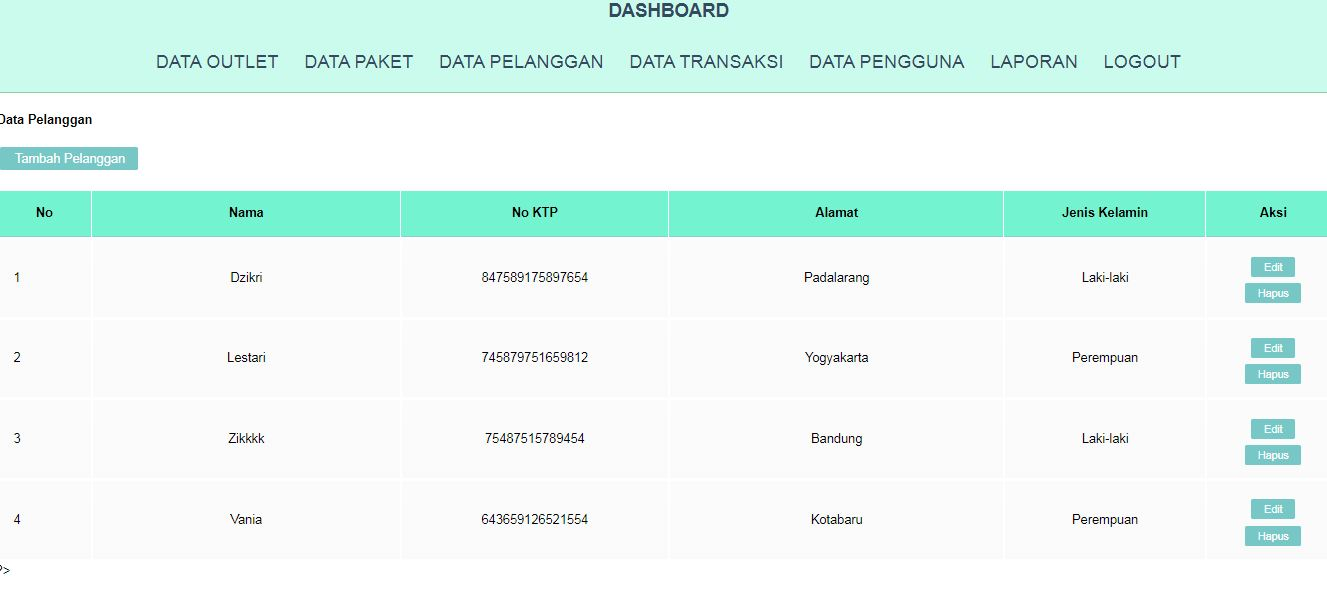 DASHBOARD
DATA OUTLET DATA PAKET DATA PELANGGAN DATA TRANSAKSI DATA PENGGUNA LAPORAN LOGOUT
Data Pelanggan
Tambah Pelanggan
No Nama No KTP Alamat Jenis Kelamin Aksi
1 Dzikri 847589175897654 Padalarang Laki-laki Edit
Hapus
2 Lestari 745879751659812 Yogyakarta Perempuan Edit
Hapus
3 Zikkkk 75487515789454 Bandung Laki-laki Edit
Hapus
4 Vania 643659126521554 Kotabaru Perempuan Edit
Hapus
?>